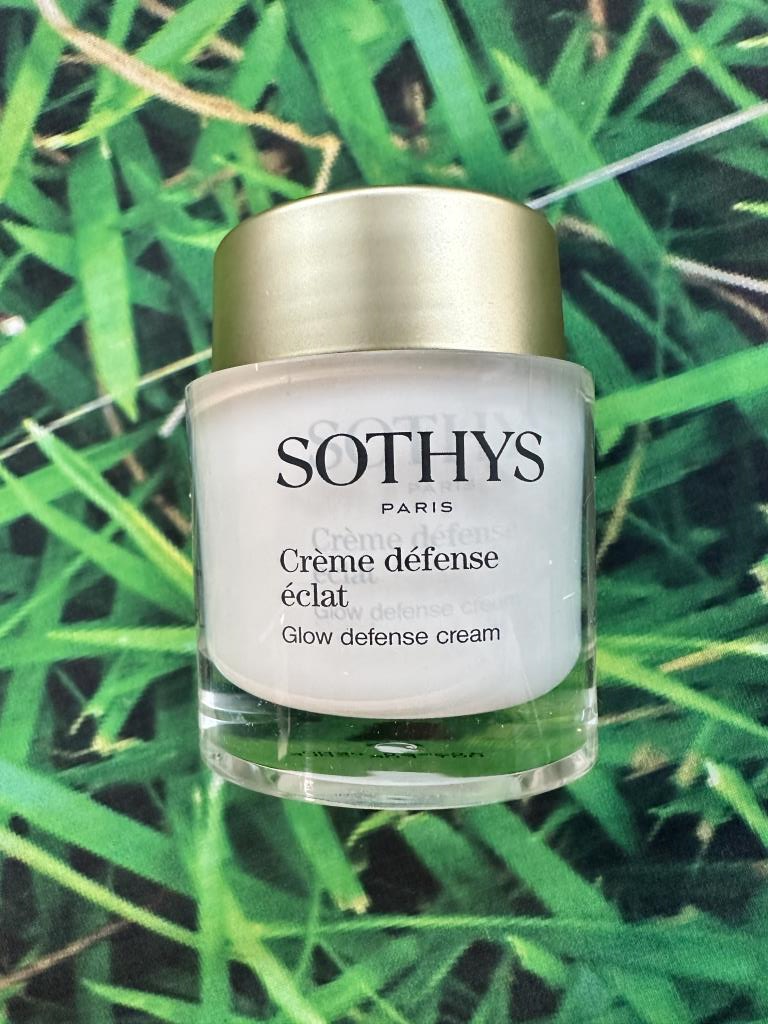 SOTHYS
PARIS
Crème défense
éclat
Glow defense cream